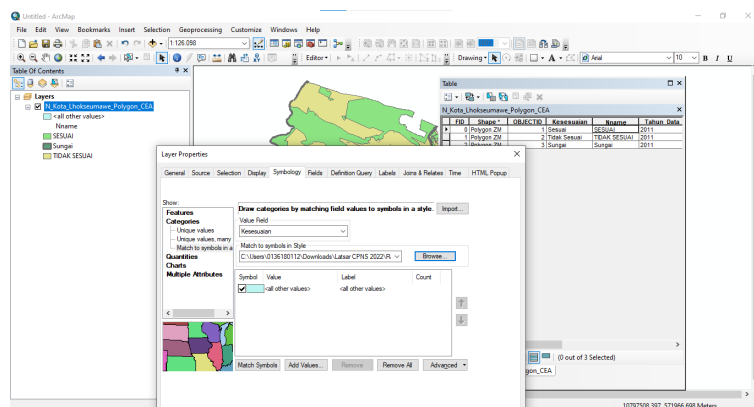 Untitled - ArcMap
File Edit View Bookmarks Insert Selection Geoprocessing Customize Windows Help
1:126.098
Editor
Drawing
Arial
10
B I U
Table Of Contents
Layers
N_Kota_Lhokseumawe_Polygon_CEA
<all other values>
Nname
SESUAI
Sungai
TIDAK SESUAI
Table
N_Kota_Lhokseumawe_Polygon_CEA
FID Shape * OBJECTID Kesesuaian Nname Tahun_Data
0 Polygon ZM 1 Sesuai SESUAI 2011
1 Polygon ZM 2 Tidak Sesuai TIDAK SESUAI 2011
2 Polygon ZM 3 Sungai Sungai 2011
Layer Properties
General Source Selection Display Symbology Fields Definition Query Labels Joins & Relates Time HTML Popup
Show:
Features
Categories
Unique values
Unique values, many
Match to symbols in a
Quantities
Charts
Multiple Attributes
Draw categories by matching field values to symbols in a style.
Import...
Value Field
Kesesuaian
Match to symbols in Style
C:\Users\0136180112\Downloads\Latsar CPNS 2022\R
Browse...
Symbol Value Label Count
<all other values> <all other values>
Match Symbols Add Values... Remove Remove All Advanced
(0 out of 3 Selected)
gon_CEA
10797508,397 571966,698 Meters